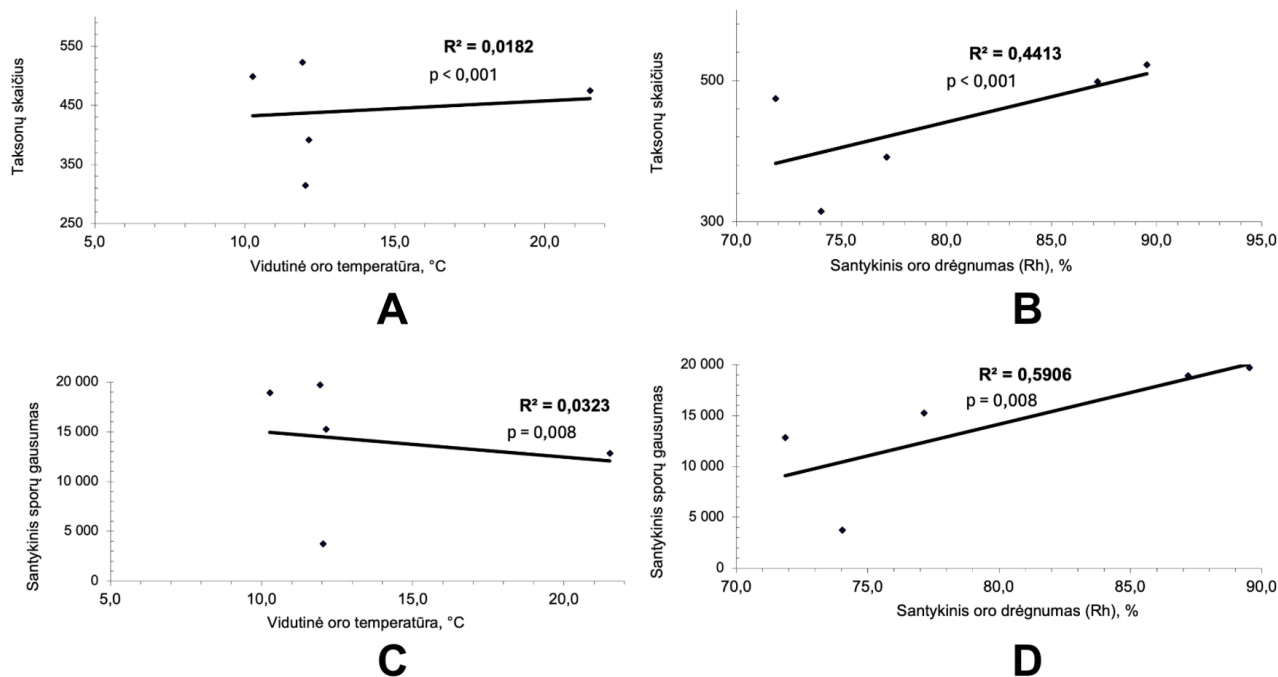 R² = 0,0182
p < 0,001
Taksonų skaičius
550
450
350
250
5,0 10,0 15,0 20,0
Vidutinė oro temperatūra, °C
A
R² = 0,4413
p < 0,001
Taksonų skaičius
500
300
70,0 75,0 80,0 85,0 90,0 95,0
Santykinis oro drėgnumas (Rh), %
B
R² = 0,0323
p = 0,008
Santykinis sporų gausumas
20 000
15 000
10 000
5 000
0
5,0 10,0 15,0 20,0
Vidutinė oro temperatūra, °C
C
R² = 0,5906
p = 0,008
Santykinis sporų gausumas
20 000
15 000
10 000
5 000
0
70,0 75,0 80,0 85,0 90,0
Santykinis oro drėgnumas (Rh), %
D